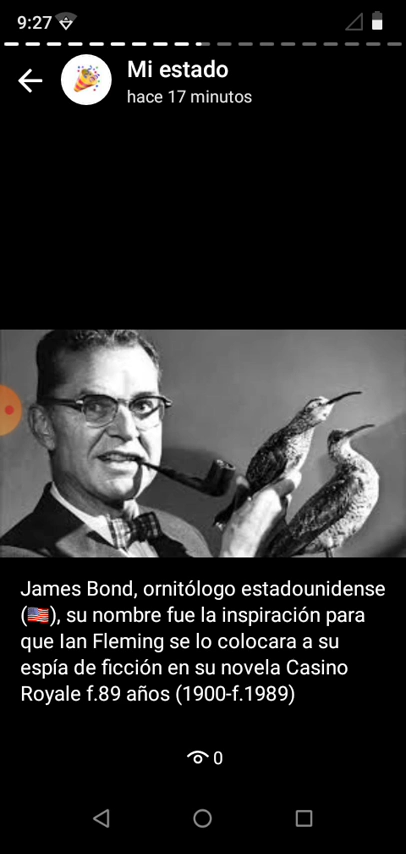 9:27
Mi estado
hace 17 minutos
James Bond, ornitólogo estadounidense
(🇺🇸), su nombre fue la inspiración para
que Ian Fleming se lo colocara a su
espía de ficción en su novela Casino
Royale f.89 años (1900-f.1989)
0